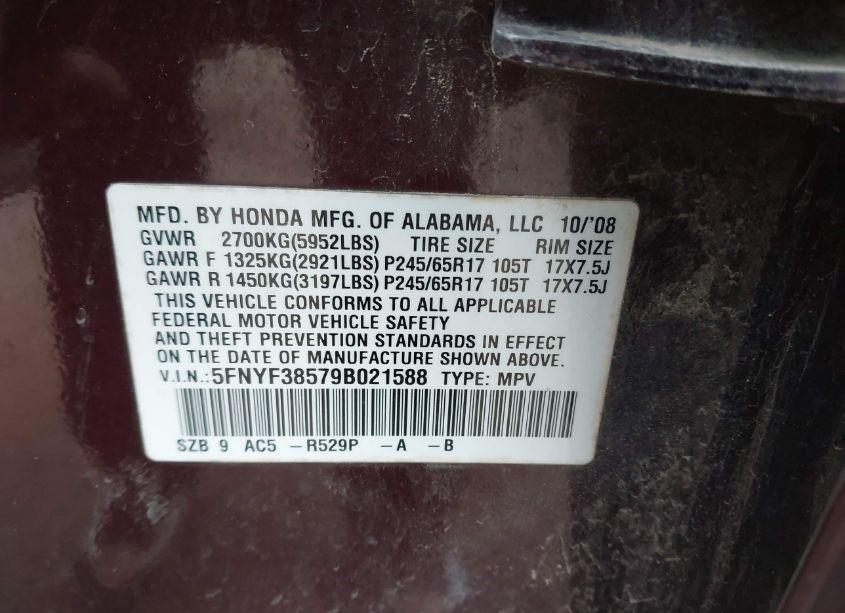 MFD. BY HONDA MFG. OF ALABAMA, LLC 10/'08
GVWR 2700KG(5952LBS) TIRE SIZE RIM SIZE
GAWR F 1325KG(2921LBS) P245/65R17 105T 17X7.5J
GAWR R 1450KG(3197LBS) P245/65R17 105T 17X7.5J
THIS VEHICLE CONFORMS TO ALL APPLICABLE
FEDERAL MOTOR VEHICLE SAFETY
AND THEFT PREVENTION STANDARDS IN EFFECT
ON THE DATE OF MANUFACTURE SHOWN ABOVE.
V.I.N.: 5FNYF38579B021588 TYPE: MPV
SZB 9 AC5 –R529P –A –B